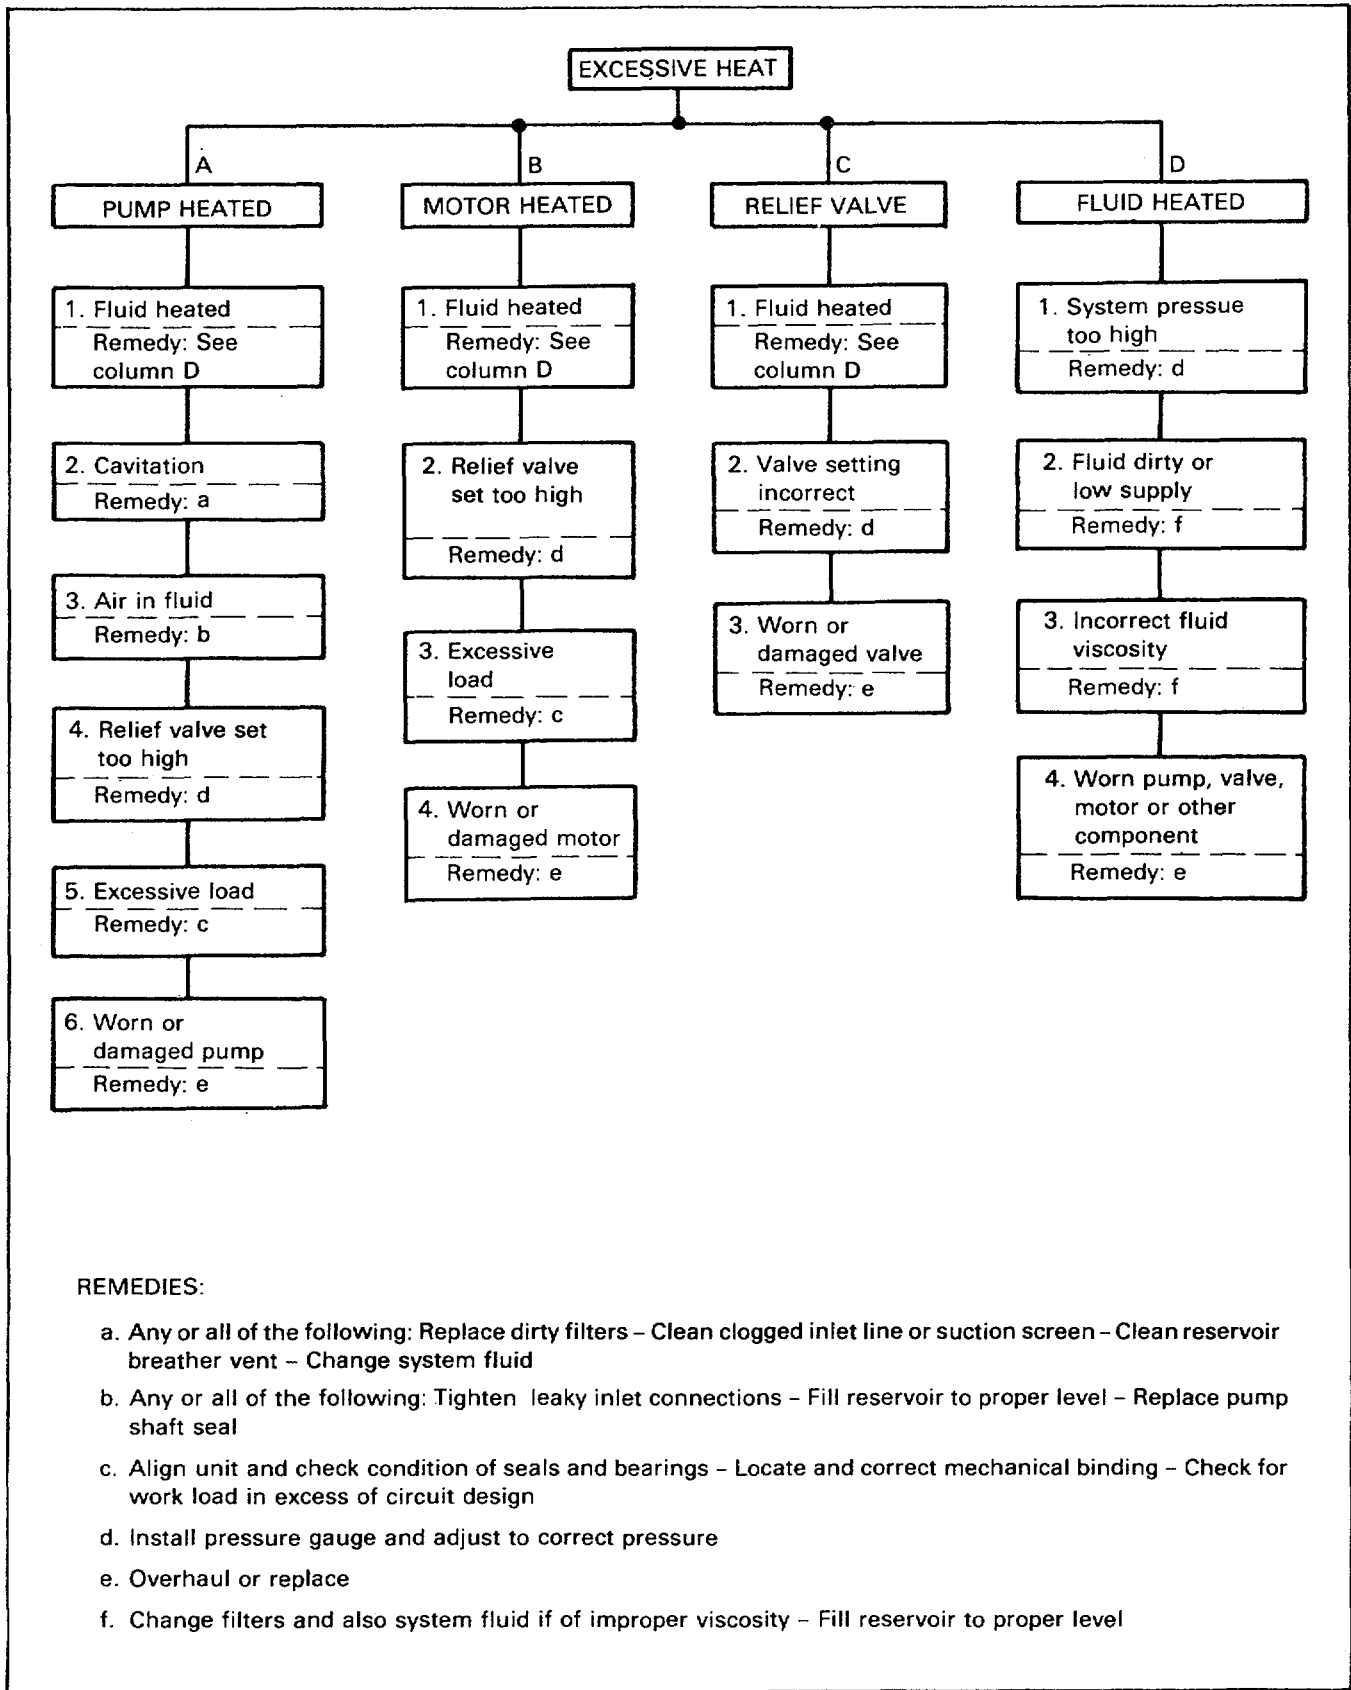 EXCESSIVE HEAT
A
PUMP HEATED
1. Fluid heated
Remedy: See
column D
2. Cavitation
Remedy: a
3. Air in fluid
Remedy: b
4. Relief valve set
too high
Remedy: d
5. Excessive load
Remedy: c
6. Worn or
damaged pump
Remedy: e
B
MOTOR HEATED
1. Fluid heated
Remedy: See
column D
2. Relief valve
set too high
Remedy: d
3. Excessive
load
Remedy: c
4. Worn or
damaged motor
Remedy: e
C
RELIEF VALVE
1. Fluid heated
Remedy: See
column D
2. Valve setting
incorrect
Remedy: d
3. Worn or
damaged valve
Remedy: e
D
FLUID HEATED
1. System pressue
too high
Remedy: d
2. Fluid dirty or
low supply
Remedy: f
3. Incorrect fluid
viscosity
Remedy: f
4. Worn pump, valve,
motor or other
component
Remedy: e
REMEDIES:
a. Any or all of the following: Replace dirty filters – Clean clogged inlet line or suction screen – Clean reservoir
breather vent – Change system fluid
b. Any or all of the following: Tighten leaky inlet connections – Fill reservoir to proper level – Replace pump
shaft seal
c. Align unit and check condition of seals and bearings – Locate and correct mechanical binding – Check for
work load in excess of circuit design
d. Install pressure gauge and adjust to correct pressure
e. Overhaul or replace
f. Change filters and also system fluid if of improper viscosity – Fill reservoir to proper level